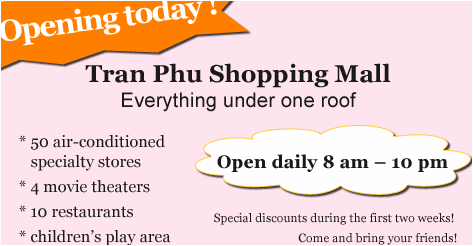 Opening today!
Tran Phu Shopping Mall
Everything under one roof
* 50 air-conditioned
specialty stores
* 4 movie theaters
* 10 restaurants
* children's play area
Open daily 8 am – 10 pm
Special discounts during the first two weeks!
Come and bring your friends!